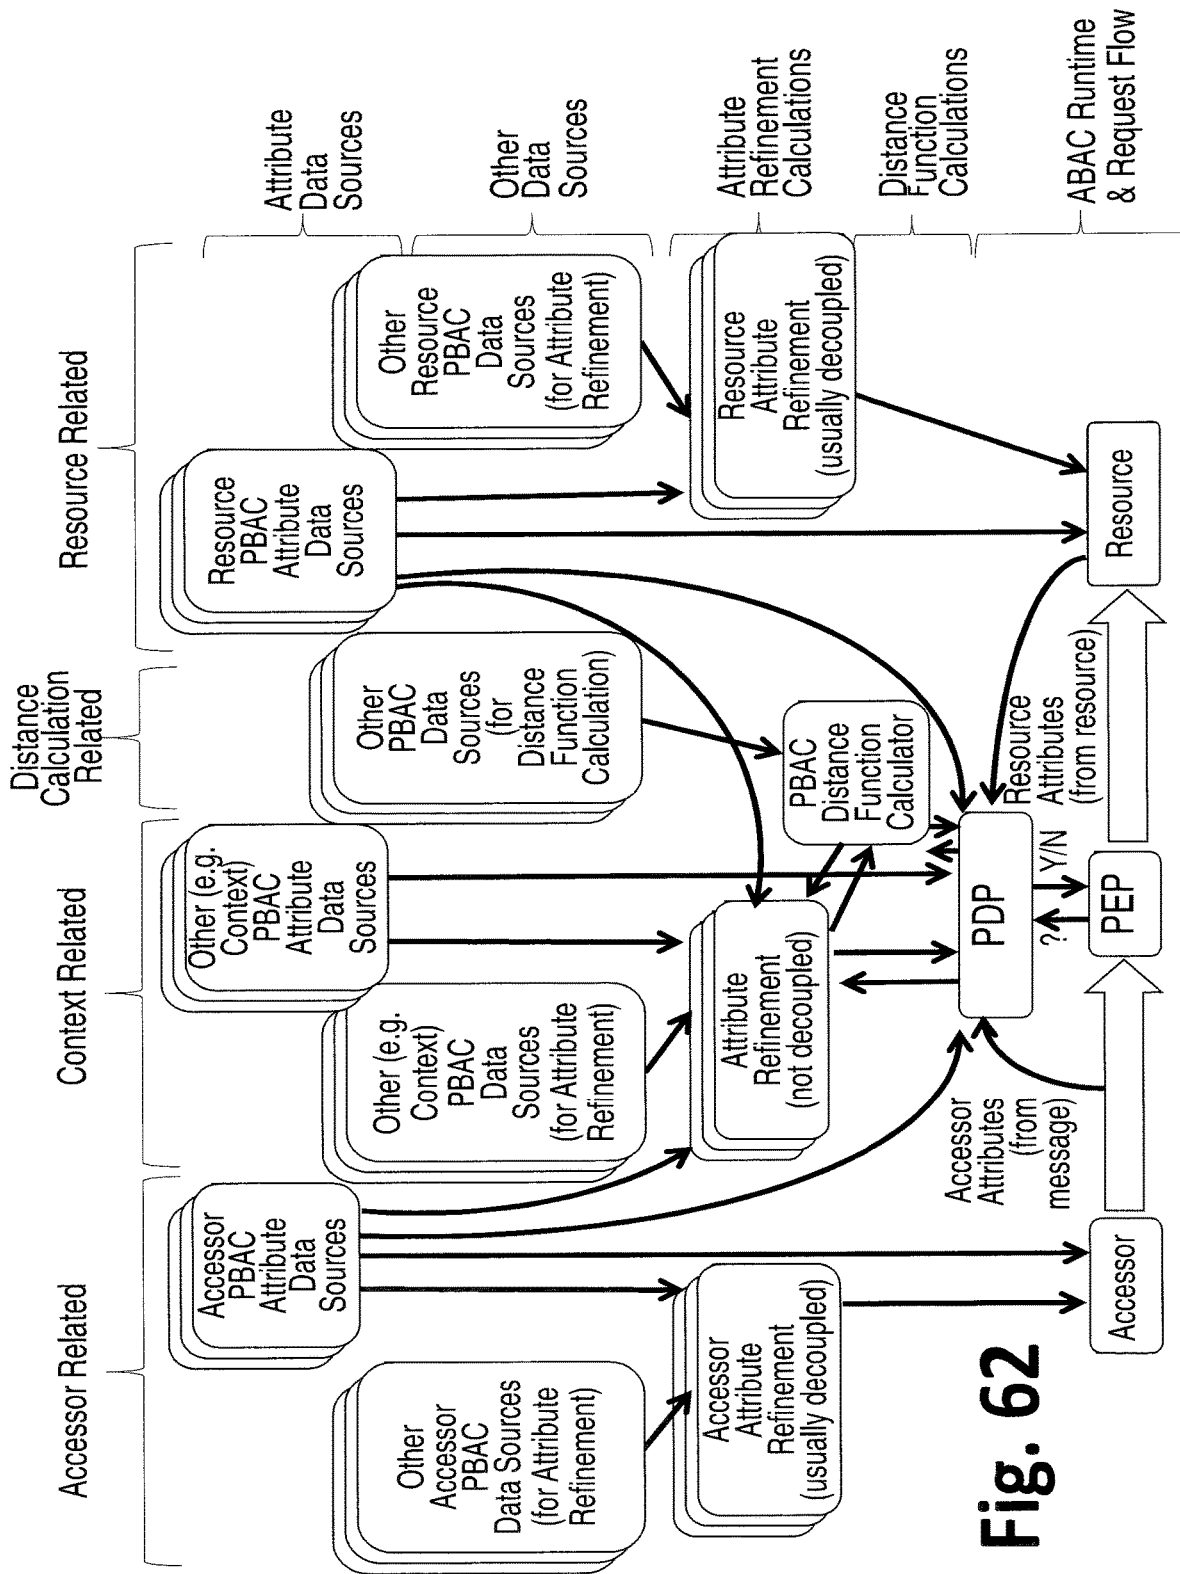 Accessor Related
Context Related
Distance
Calculation
Related
Resource Related
Attribute
Data
Sources
Other
Data
Sources
Attribute
Refinement
Calculations
Distance
Function
Calculations
ABAC Runtime
& Request Flow
Accessor
PBAC
Attribute
Data
Sources
Other (e.g.
Context)
PBAC
Attribute
Data
Sources
Resource
PBAC
Attribute
Data
Sources
Other
Accessor
PBAC
Data Sources
(for Attribute
Refinement)
Other (e.g.
Context)
PBAC
Data
Sources
(for Attribute
Refinement)
Other
PBAC
Data
Sources (for
Distance
Function
Calculation)
Other
Resource
PBAC
Data
Sources
(for Attribute
Refinement)
Accessor
Attribute
Refinement
(usually decoupled)
Attribute
Refinement
(not decoupled)
Resource
Attribute
Refinement
(usually decoupled)
PBAC
Distance
Function
Calculator
Accessor
Attributes
(from
message)
PDP
? Y/N
Resource
Attributes
(from resource)
Accessor
PEP
Resource
Fig. 62